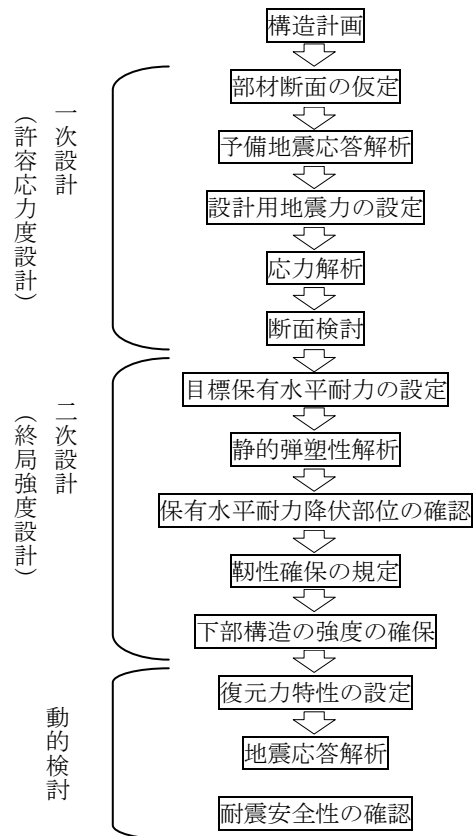 構造計画
一次設計
（許容応力度設計）
部材断面の仮定
予備地震応答解析
設計用地震力の設定
応力解析
断面検討
二次設計
（終局強度設計）
目標保有水平耐力の設定
静的弾塑性解析
保有水平耐力降伏部位の確認
靱性確保の規定
下部構造の強度の確保
動的検討
復元力特性の設定
地震応答解析
耐震安全性の確認